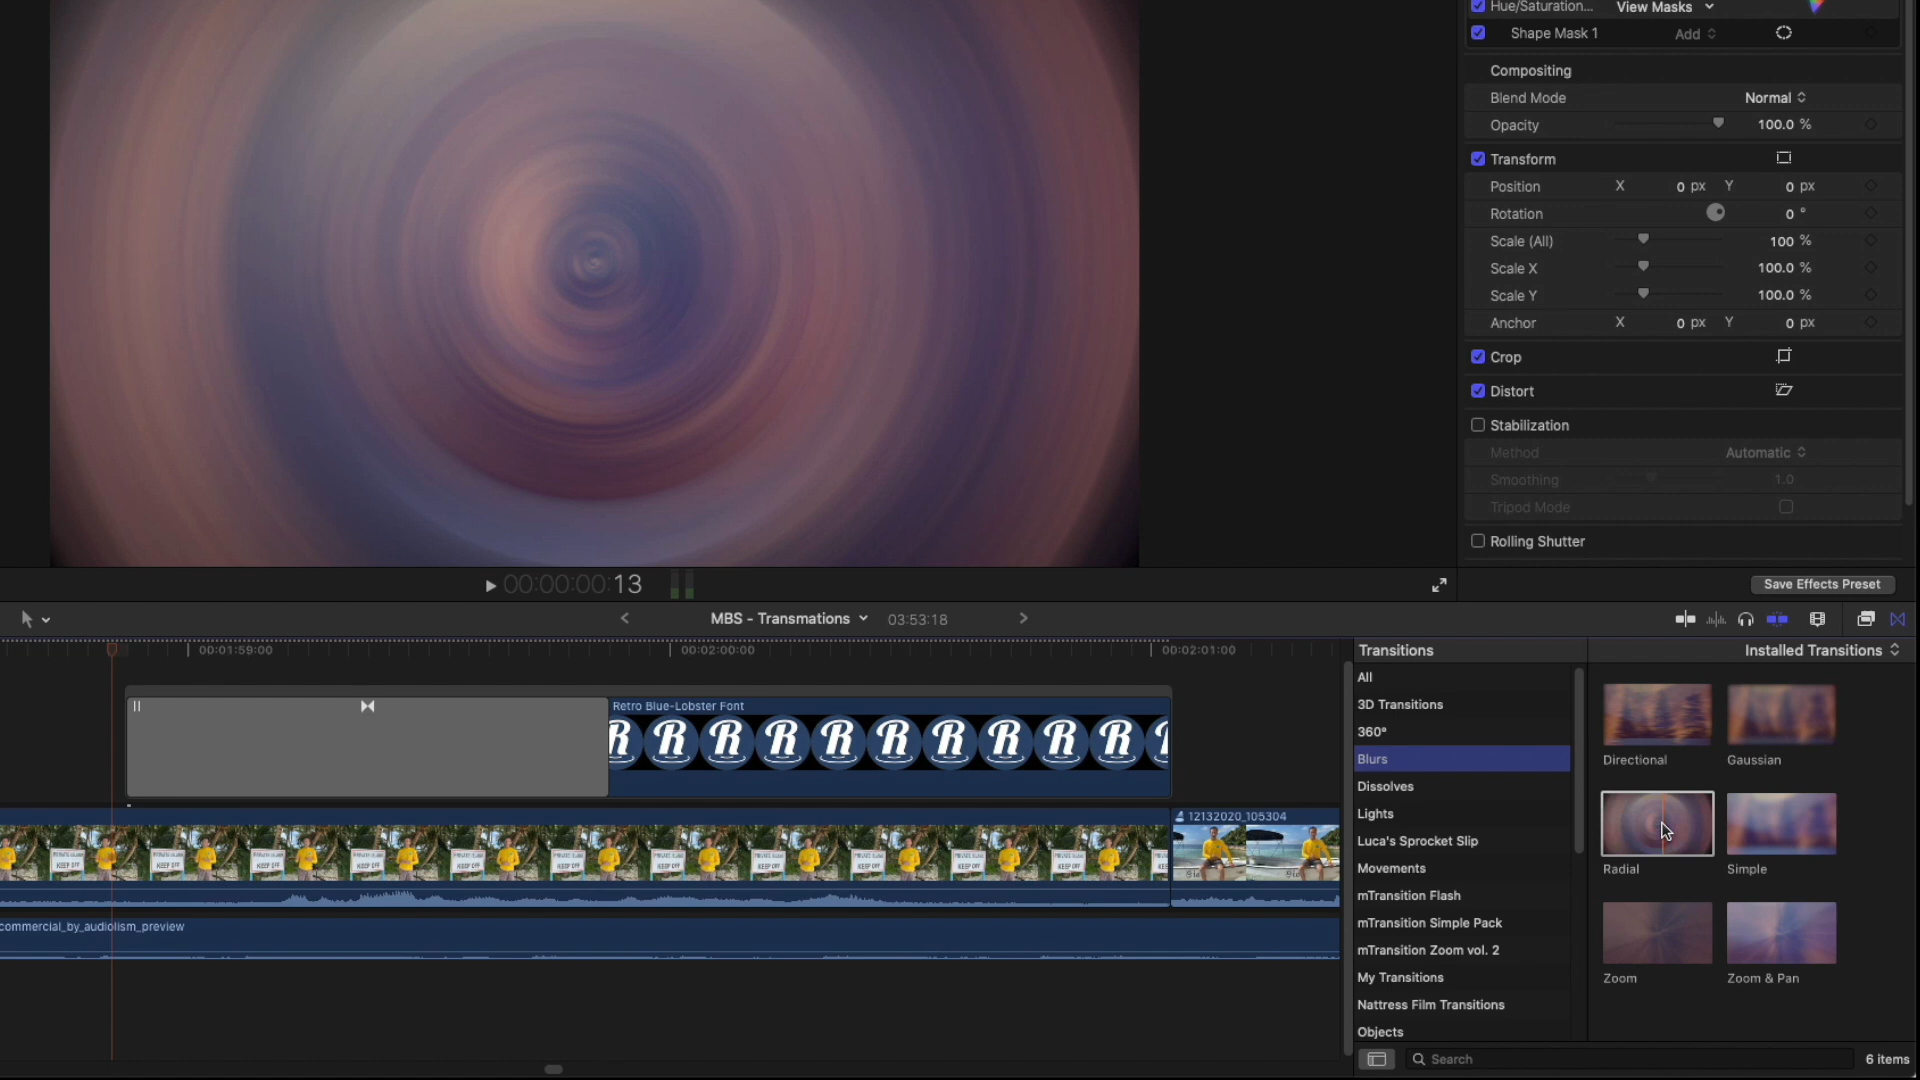 Hue/Saturation... View Masks
Shape Mask 1 Add
Compositing
Blend Mode Normal
Opacity 100.0 %
Transform
Position X 0 px Y 0 px
Rotation 0 °
Scale (All) 100 %
Scale X 100.0 %
Scale Y 100.0 %
Anchor X 0 px Y 0 px
Crop
Distort
Stabilization
Method Automatic
Smoothing 1.0
Tripod Mode
Rolling Shutter
00:00:00:13
Save Effects Preset
MBS - Transmations 03:53:18
00:01:59:00 00:02:00:00 00:02:01:00
Retro Blue-Lobster Font
R R R R R R R R R R
12132020_105304
KEEP OFF
commercial_by_audiolism_preview
Transitions Installed Transitions
All
3D Transitions
360°
Blurs
Dissolves
Lights
Luca's Sprocket Slip
Movements
mTransition Flash
mTransition Simple Pack
mTransition Zoom vol. 2
My Transitions
Nattress Film Transitions
Objects
Directional Gaussian
Radial Simple
Zoom Zoom & Pan
Search 6 items